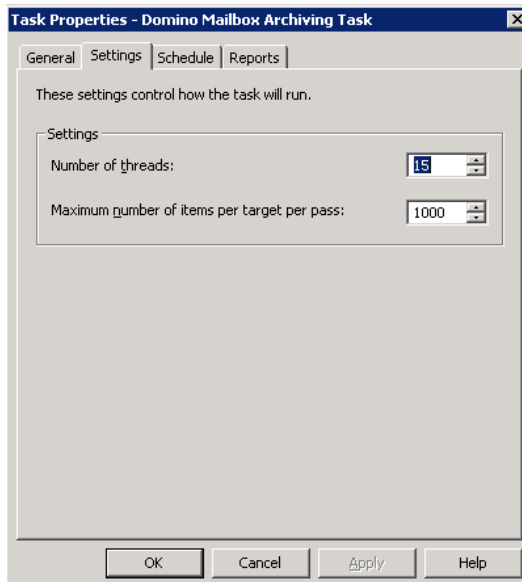 Task Properties - Domino Mailbox Archiving Task
General Settings Schedule Reports
These settings control how the task will run.
Settings
Number of threads: 15
Maximum number of items per target per pass: 1000
OK Cancel Apply Help